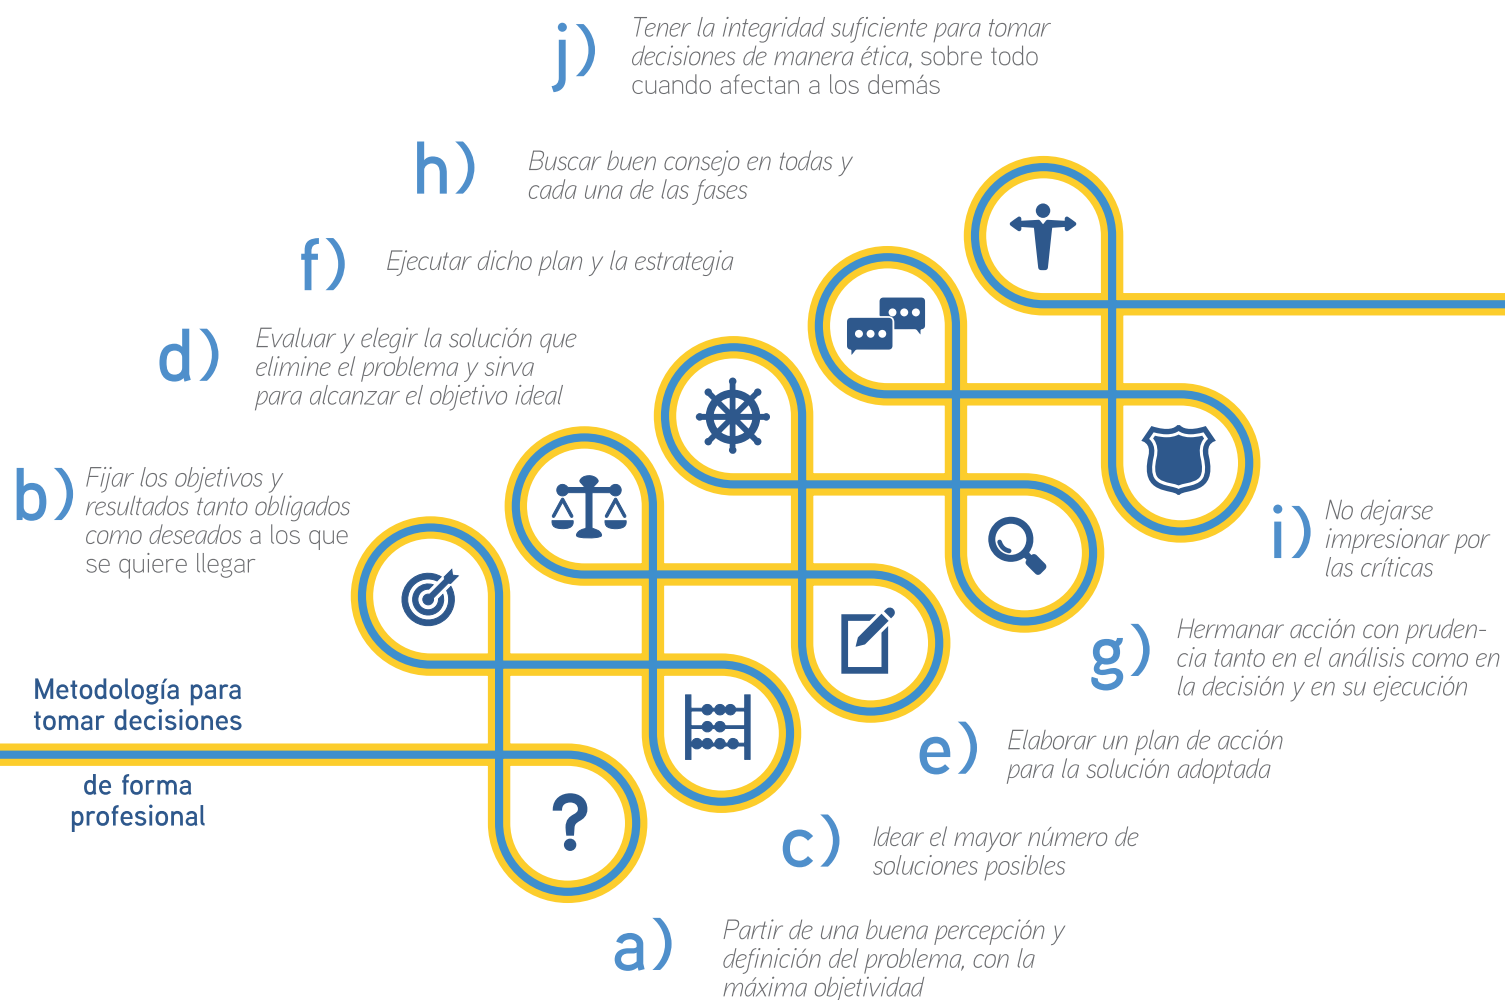 j)
Tener la integridad suficiente para tomar
decisiones de manera ética, sobre todo
cuando afectan a los demás
h)
Buscar buen consejo en todas y
cada una de las fases
f)
Ejecutar dicho plan y la estrategia
d)
Evaluar y elegir la solución que
elimine el problema y sirva
para alcanzar el objetivo ideal
b)
Fijar los objetivos y
resultados tanto obligados
como deseados a los que
se quiere llegar
i)
No dejarse
impresionar por
las críticas
g)
Hermanar acción con pruden-
cia tanto en el análisis como en
la decisión y en su ejecución
Metodología para
tomar decisiones
de forma
profesional
?
e)
Elaborar un plan de acción
para la solución adoptada
c)
Idear el mayor número de
soluciones posibles
a)
Partir de una buena percepción y
definición del problema, con la
máxima objetividad